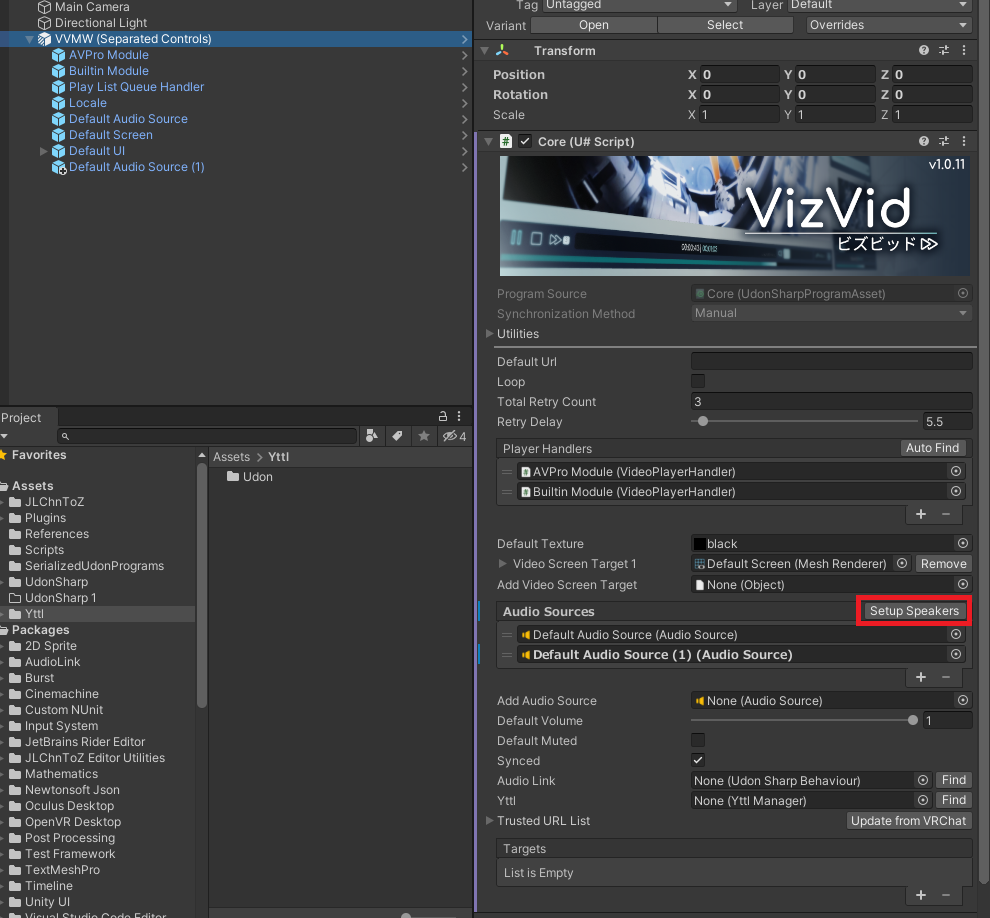 Main Camera
Directional Light
VVMW (Separated Controls)
AVPro Module
Builtin Module
Play List Queue Handler
Locale
Default Audio Source
Default Screen
Default UI
Default Audio Source (1)
Project
4
Favorites
Assets
JLChnToZ
Plugins
References
Scripts
SerializedUdonPrograms
UdonSharp
UdonSharp 1
Yttl
Packages
2D Sprite
AudioLink
Burst
Cinemachine
Custom NUnit
Input System
JetBrains Rider Editor
JLChnToZ Editor Utilities
Mathematics
Newtonsoft Json
Oculus Desktop
OpenVR Desktop
Post Processing
Test Framework
TextMeshPro
Timeline
Unity UI
Visual Studio Code Editor
Assets > Yttl
Udon
Tag Untagged Layer Default
Variant Open Select Overrides
Transform
Position X 0 Y 0 Z 0
Rotation X 0 Y 0 Z 0
Scale X 1 Y 1 Z 1
# Core (U# Script)
v1.0.11
VizVid
ビズビッド
Program Source Core (UdonSharpProgramAsset)
Synchronization Method Manual
Utilities
Default Url
Loop
Total Retry Count 3
Retry Delay 5.5
Player Handlers Auto Find
AVPro Module (VideoPlayerHandler)
Builtin Module (VideoPlayerHandler)
+ −
Default Texture black
Video Screen Target 1 Default Screen (Mesh Renderer) Remove
Add Video Screen Target None (Object)
Audio Sources Setup Speakers
Default Audio Source (Audio Source)
Default Audio Source (1) (Audio Source)
+ −
Add Audio Source None (Audio Source)
Default Volume 1
Default Muted
Synced
Audio Link None (Udon Sharp Behaviour) Find
Yttl None (Yttl Manager) Find
Trusted URL List Update from VRChat
Targets
List is Empty
+ −